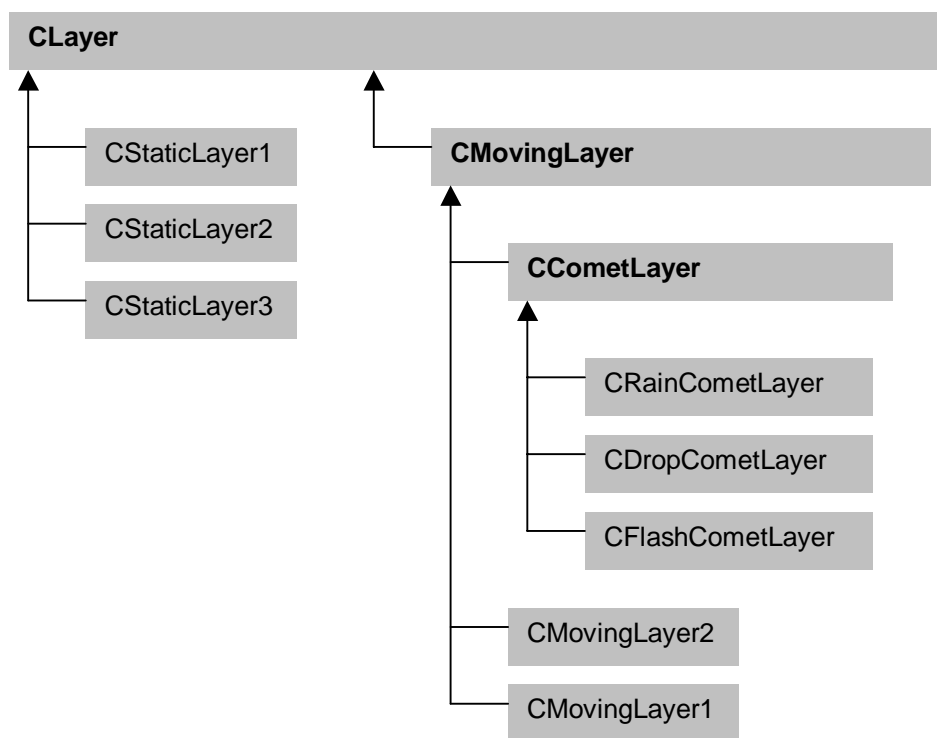 CLayer
CStaticLayer1
CStaticLayer2
CStaticLayer3
CMovingLayer
CCometLayer
CRainCometLayer
CDropCometLayer
CFlashCometLayer
CMovingLayer2
CMovingLayer1